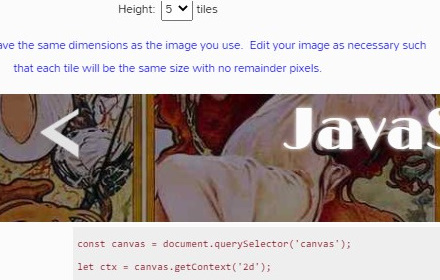 Height: 5 tiles
ave the same dimensions as the image you use. Edit your image as necessary such
that each tile will be the same size with no remainder pixels.
<
JavaS
const canvas = document.querySelector('canvas');
let ctx = canvas.getContext('2d');